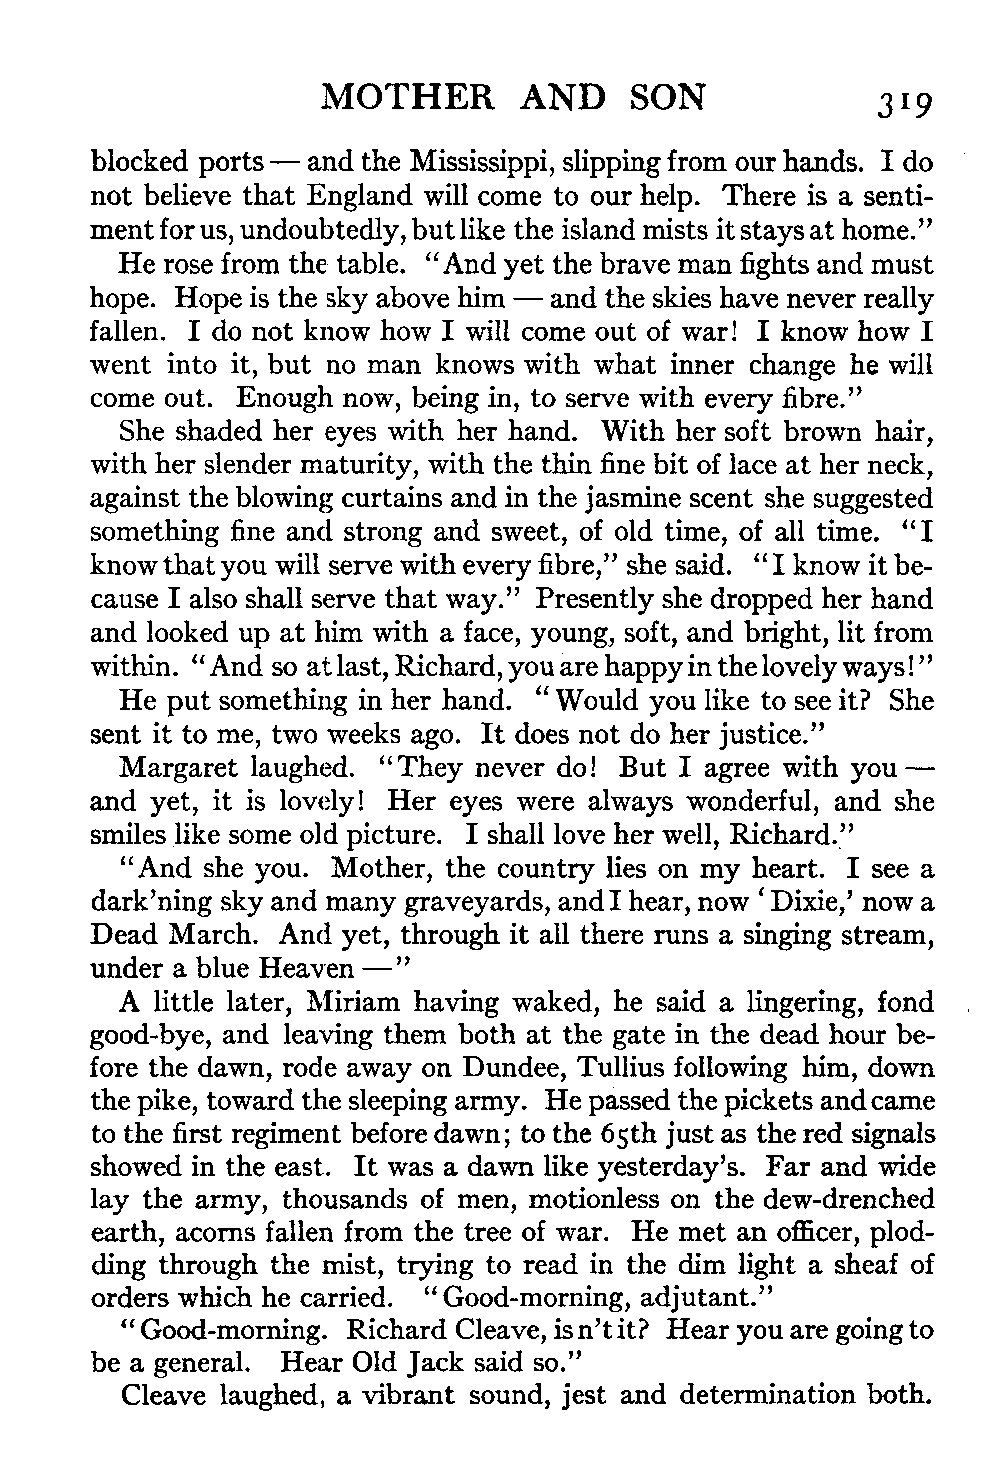 MOTHER AND SON 319
blocked ports — and the Mississippi, slipping from our hands. I do
not believe that England will come to our help. There is a senti-
ment for us, undoubtedly, but like the island mists it stays at home."
He rose from the table. "And yet the brave man fights and must
hope. Hope is the sky above him — and the skies have never really
fallen. I do not know how I will come out of war! I know how I
went into it, but no man knows with what inner change he will
come out. Enough now, being in, to serve with every fibre."
She shaded her eyes with her hand. With her soft brown hair,
with her slender maturity, with the thin fine bit of lace at her neck,
against the blowing curtains and in the jasmine scent she suggested
something fine and strong and sweet, of old time, of all time. "I
know that you will serve with every fibre," she said. "I know it be-
cause I also shall serve that way." Presently she dropped her hand
and looked up at him with a face, young, soft, and bright, lit from
within. "And so at last, Richard, you are happy in the lovely ways!"
He put something in her hand. "Would you like to see it? She
sent it to me, two weeks ago. It does not do her justice."
Margaret laughed. "They never do! But I agree with you —
and yet, it is lovely! Her eyes were always wonderful, and she
smiles like some old picture. I shall love her well, Richard."
"And she you. Mother, the country lies on my heart. I see a
dark'ning sky and many graveyards, and I hear, now 'Dixie,' now a
Dead March. And yet, through it all there runs a singing stream,
under a blue Heaven —"
A little later, Miriam having waked, he said a lingering, fond
good-bye, and leaving them both at the gate in the dead hour be-
fore the dawn, rode away on Dundee, Tullius following him, down
the pike, toward the sleeping army. He passed the pickets and came
to the first regiment before dawn; to the 65th just as the red signals
showed in the east. It was a dawn like yesterday's. Far and wide
lay the army, thousands of men, motionless on the dew-drenched
earth, acorns fallen from the tree of war. He met an officer, plod-
ding through the mist, trying to read in the dim light a sheaf of
orders which he carried. "Good-morning, adjutant."
"Good-morning. Richard Cleave, isn't it? Hear you are going to
be a general. Hear Old Jack said so."
Cleave laughed, a vibrant sound, jest and determination both.